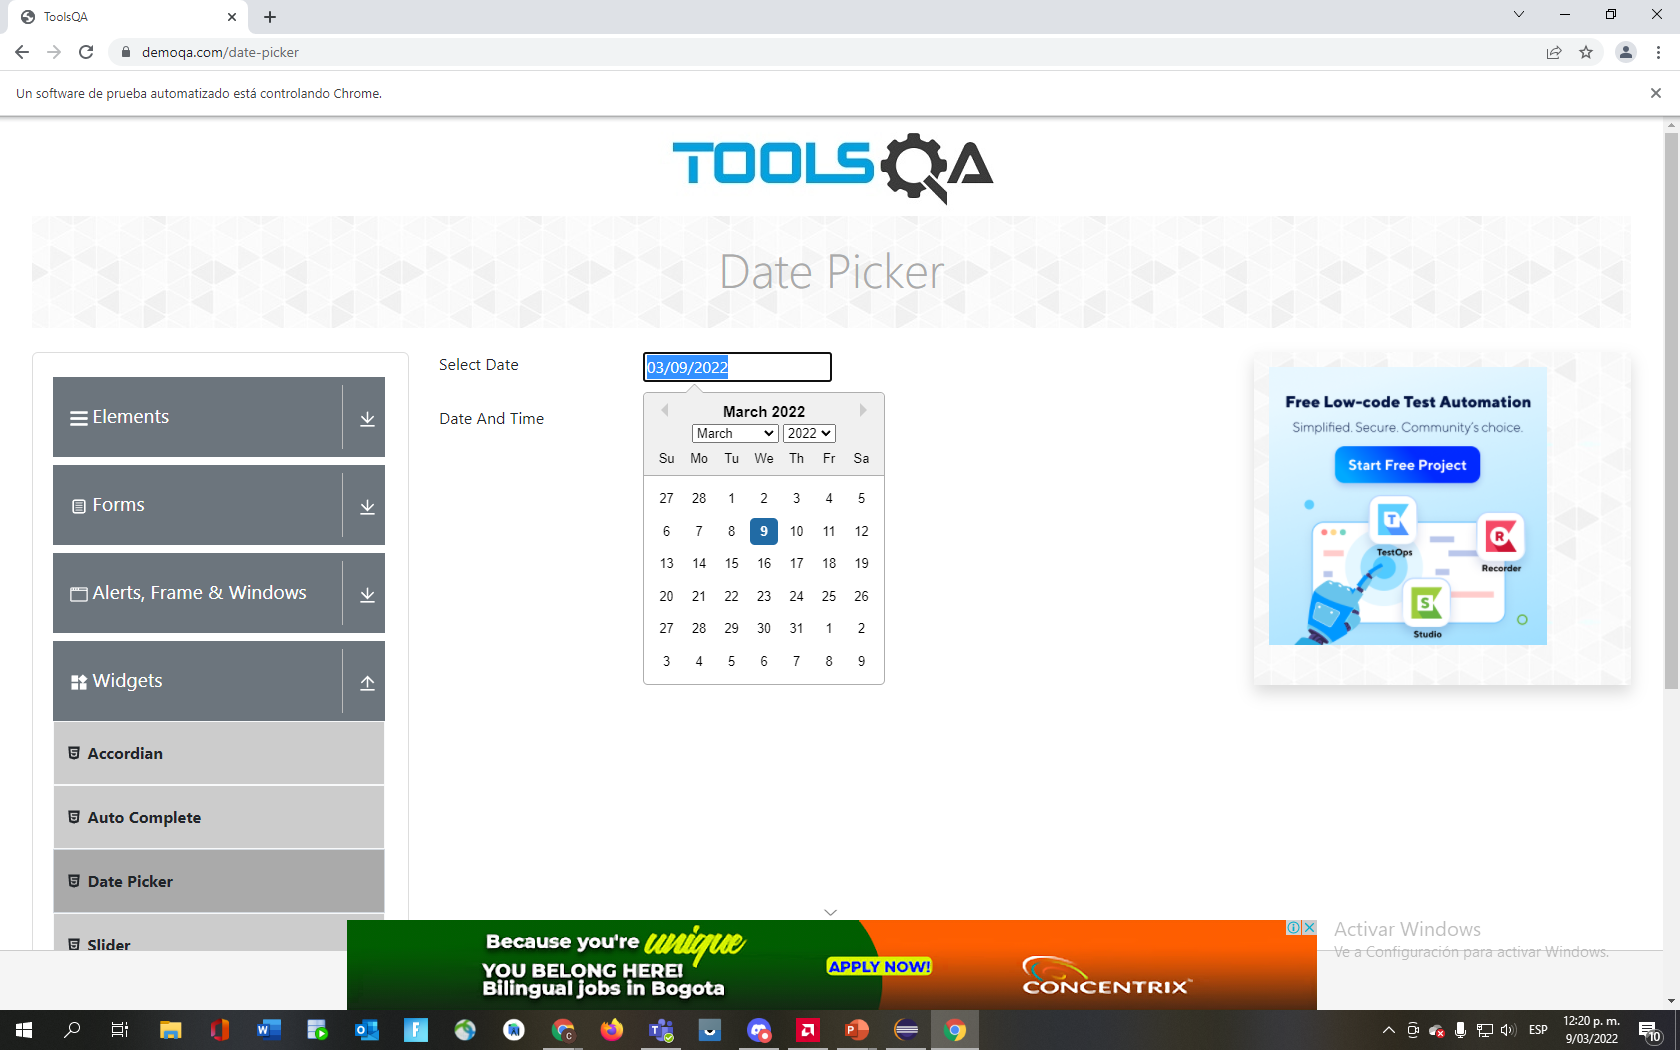 ToolsQA
demoqa.com/date-picker
Un software de prueba automatizado está controlando Chrome.
TOOLSQA
Date Picker
Elements
Forms
Alerts, Frame & Windows
Widgets
Accordian
Auto Complete
Date Picker
Slider
Select Date
03/09/2022
Date And Time
March 2022
March 2022
Su Mo Tu We Th Fr Sa
27 28 1 2 3 4 5
6 7 8 9 10 11 12
13 14 15 16 17 18 19
20 21 22 23 24 25 26
27 28 29 30 31 1 2
3 4 5 6 7 8 9
Free Low-code Test Automation
Simplified. Secure. Community's choice.
Start Free Project
TestOps
Recorder
Studio
Because you're unique
YOU BELONG HERE!
Bilingual jobs in Bogota
APPLY NOW!
CONCENTRIX
Activar Windows
Ve a Configuración para activar Windows.
ESP
12:20 p. m.
9/03/2022
10